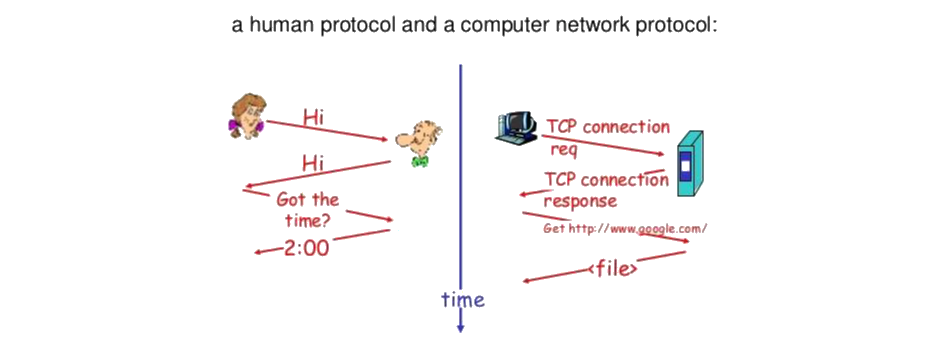 a human protocol and a computer network protocol:
Hi
Hi
Got the
time?
2:00
TCP connection
req
TCP connection
response
Get http://www.google.com/
<file>
time